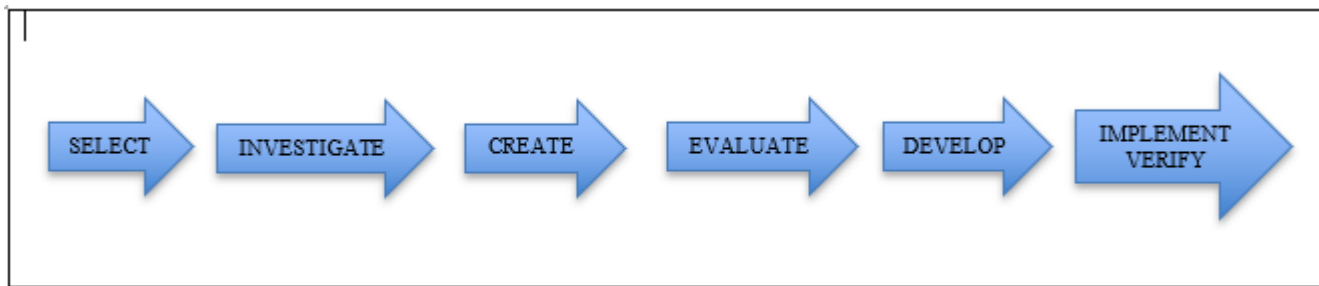 SELECT
INVESTIGATE
CREATE
EVALUATE
DEVELOP
IMPLEMENT
VERIFY